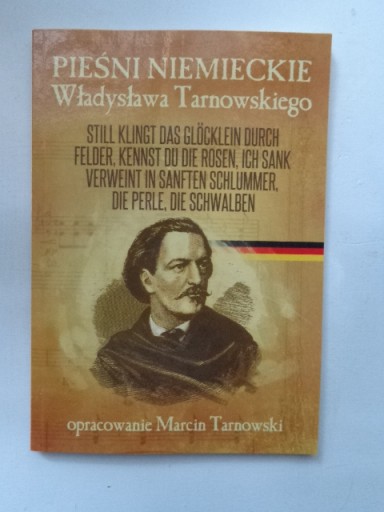 PIEŚNI NIEMIECKIE
Władysława Tarnowskiego
STILL KLINGT DAS GLÖCKLEIN DURCH
FELDER, KENNST DU DIE ROSEN, ICH SANK
VERWEINT IN SANFTEN SCHLUMMER,
DIE PERLE, DIE SCHWALBEN
opracowanie Marcin Tarnowski